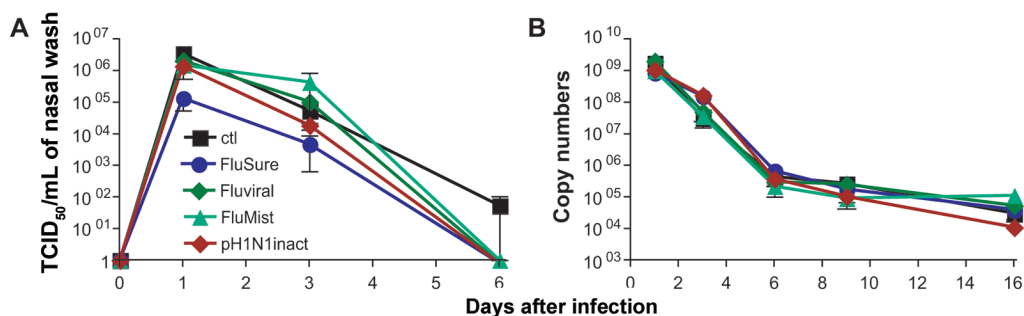 A
TCID50/mL of nasal wash
10 07
10 06
10 05
10 04
10 03
10 02
10 01
1
ctl
FluSure
Fluviral
FluMist
pH1N1inact
0 1 2 3 4 5 6
B
Copy numbers
10 10
10 09
10 08
10 07
10 06
10 05
10 04
10 03
0 2 4 6 8 10 12 14 16
Days after infection